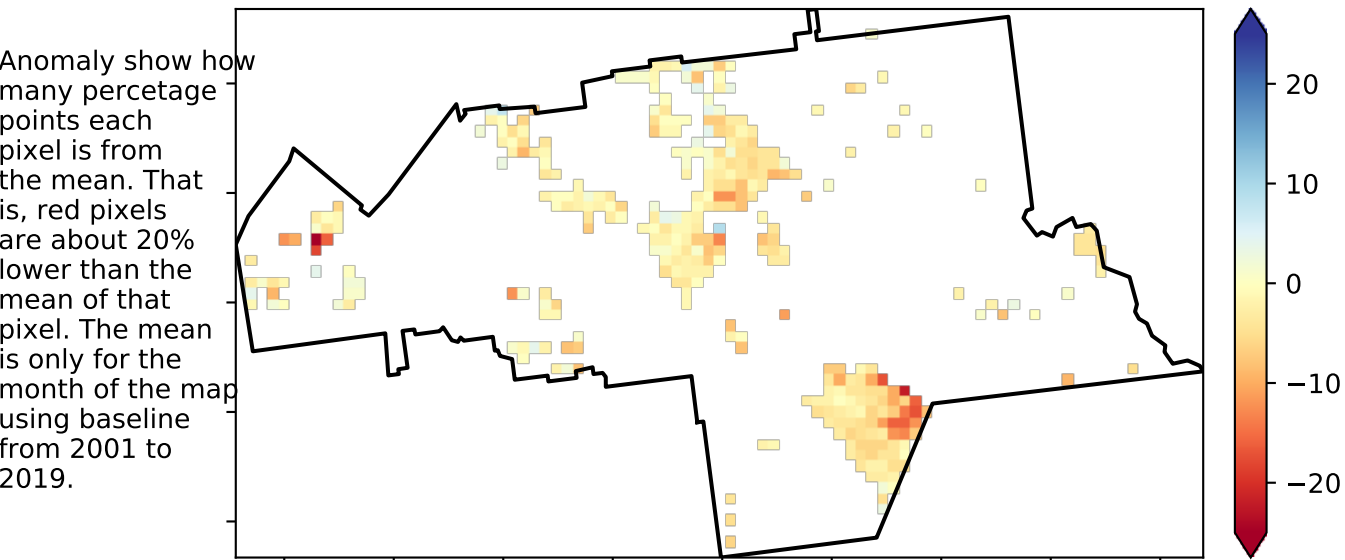 Anomaly show how
many percetage
points each
pixel is from
the mean. That
is, red pixels
are about 20%
lower than the
mean of that
pixel. The mean
is only for the
month of the map
using baseline
from 2001 to
2019.
20
10
0
−10
−20